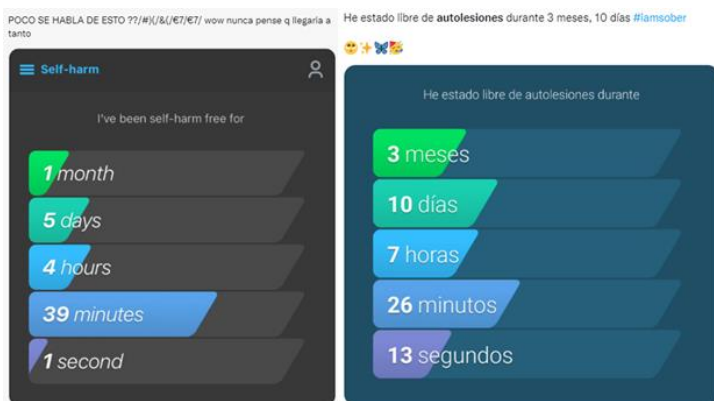 POCO SE HABLA DE ESTO ??/#)(/&(/€7/€7/ wow nunca pense q llegaria a
tanto
Self-harm
I've been self-harm free for
1 month
5 days
4 hours
39 minutes
1 second
He estado libre de autolesiones durante 3 meses, 10 días #iamsober
He estado libre de autolesiones durante
3 meses
10 días
7 horas
26 minutos
13 segundos